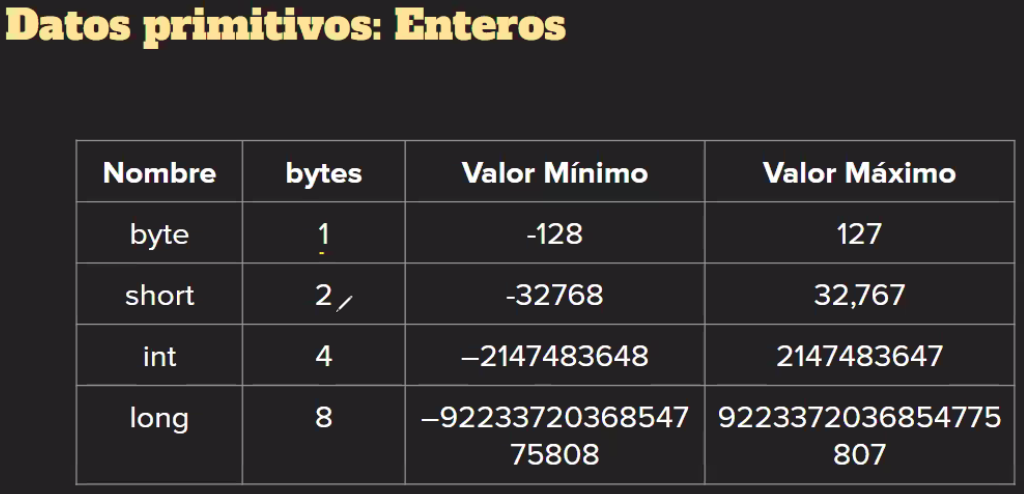 Datos primitivos: Enteros
Nombre bytes Valor Mínimo Valor Máximo
byte 1 -128 127
short 2 -32768 32,767
int 4 –2147483648 2147483647
long 8 –92233720368547 9223372036854775
75808 807